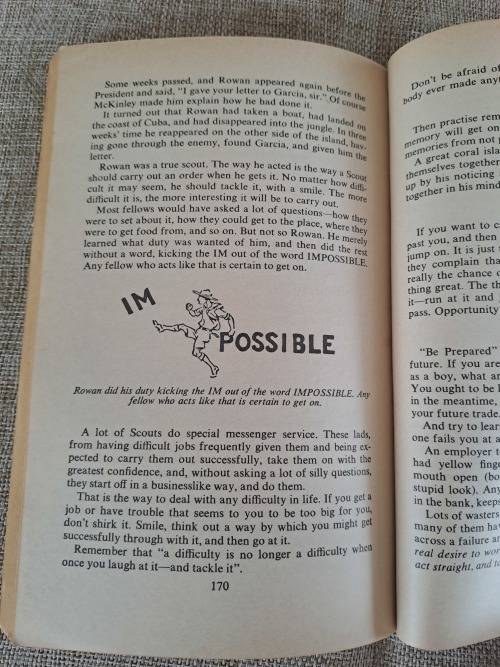 Some weeks passed, and Rowan appeared again before the
President and said, "I gave your letter to Garcia, sir." Of course
McKinley made him explain how he had done it.
It turned out that Rowan had taken a boat, had landed on
the coast of Cuba, and had disappeared into the jungle. In three
weeks' time he reappeared on the other side of the island, hav-
ing gone through the enemy, found Garcia, and given him the
letter.
Rowan was a true scout. The way he acted is the way a Scout
should carry out an order when he gets it. No matter how diffi-
cult it may seem, he should tackle it, with a smile. The more
difficult it is, the more interesting it will be to carry out.
Most fellows would have asked a lot of questions—how they
were to set about it, how they could get to the place, where they
were to get food from, and so on. But not so Rowan. He merely
learned what duty was wanted of him, and then did the rest
without a word, kicking the IM out of the word IMPOSSIBLE.
Any fellow who acts like that is certain to get on.
IM
POSSIBLE
Rowan did his duty kicking the IM out of the word IMPOSSIBLE. Any
fellow who acts like that is certain to get on.
A lot of Scouts do special messenger service. These lads,
from having difficult jobs frequently given them and being ex-
pected to carry them out successfully, take them on with the
greatest confidence, and, without asking a lot of silly questions,
they start off in a businesslike way, and do them.
That is the way to deal with any difficulty in life. If you get a
job or have trouble that seems to you to be too big for you,
don't shirk it. Smile, think out a way by which you might get
successfully through with it, and then go at it.
Remember that "a difficulty is no longer a difficulty when
once you laugh at it—and tackle it".
170
Don't be afraid of
body ever made
Then practise
memory will get on
memories from not
A great coral
themselves together
up by his noticing
together in his
If you want to
past you, and then
jump on. It is just
they complain
really the chance
thing great. The
it—run at it and
pass. Opportunity
"Be Prepared"
future. If you are
as a boy, what
You ought to be
in the meantime,
your future trade.
And try to
one fails you at
An employer
had yellow
mouth open
stupid look).
in the bank, keeps
Lots of wasters
many of them
across a failure
real desire to
act straight, and